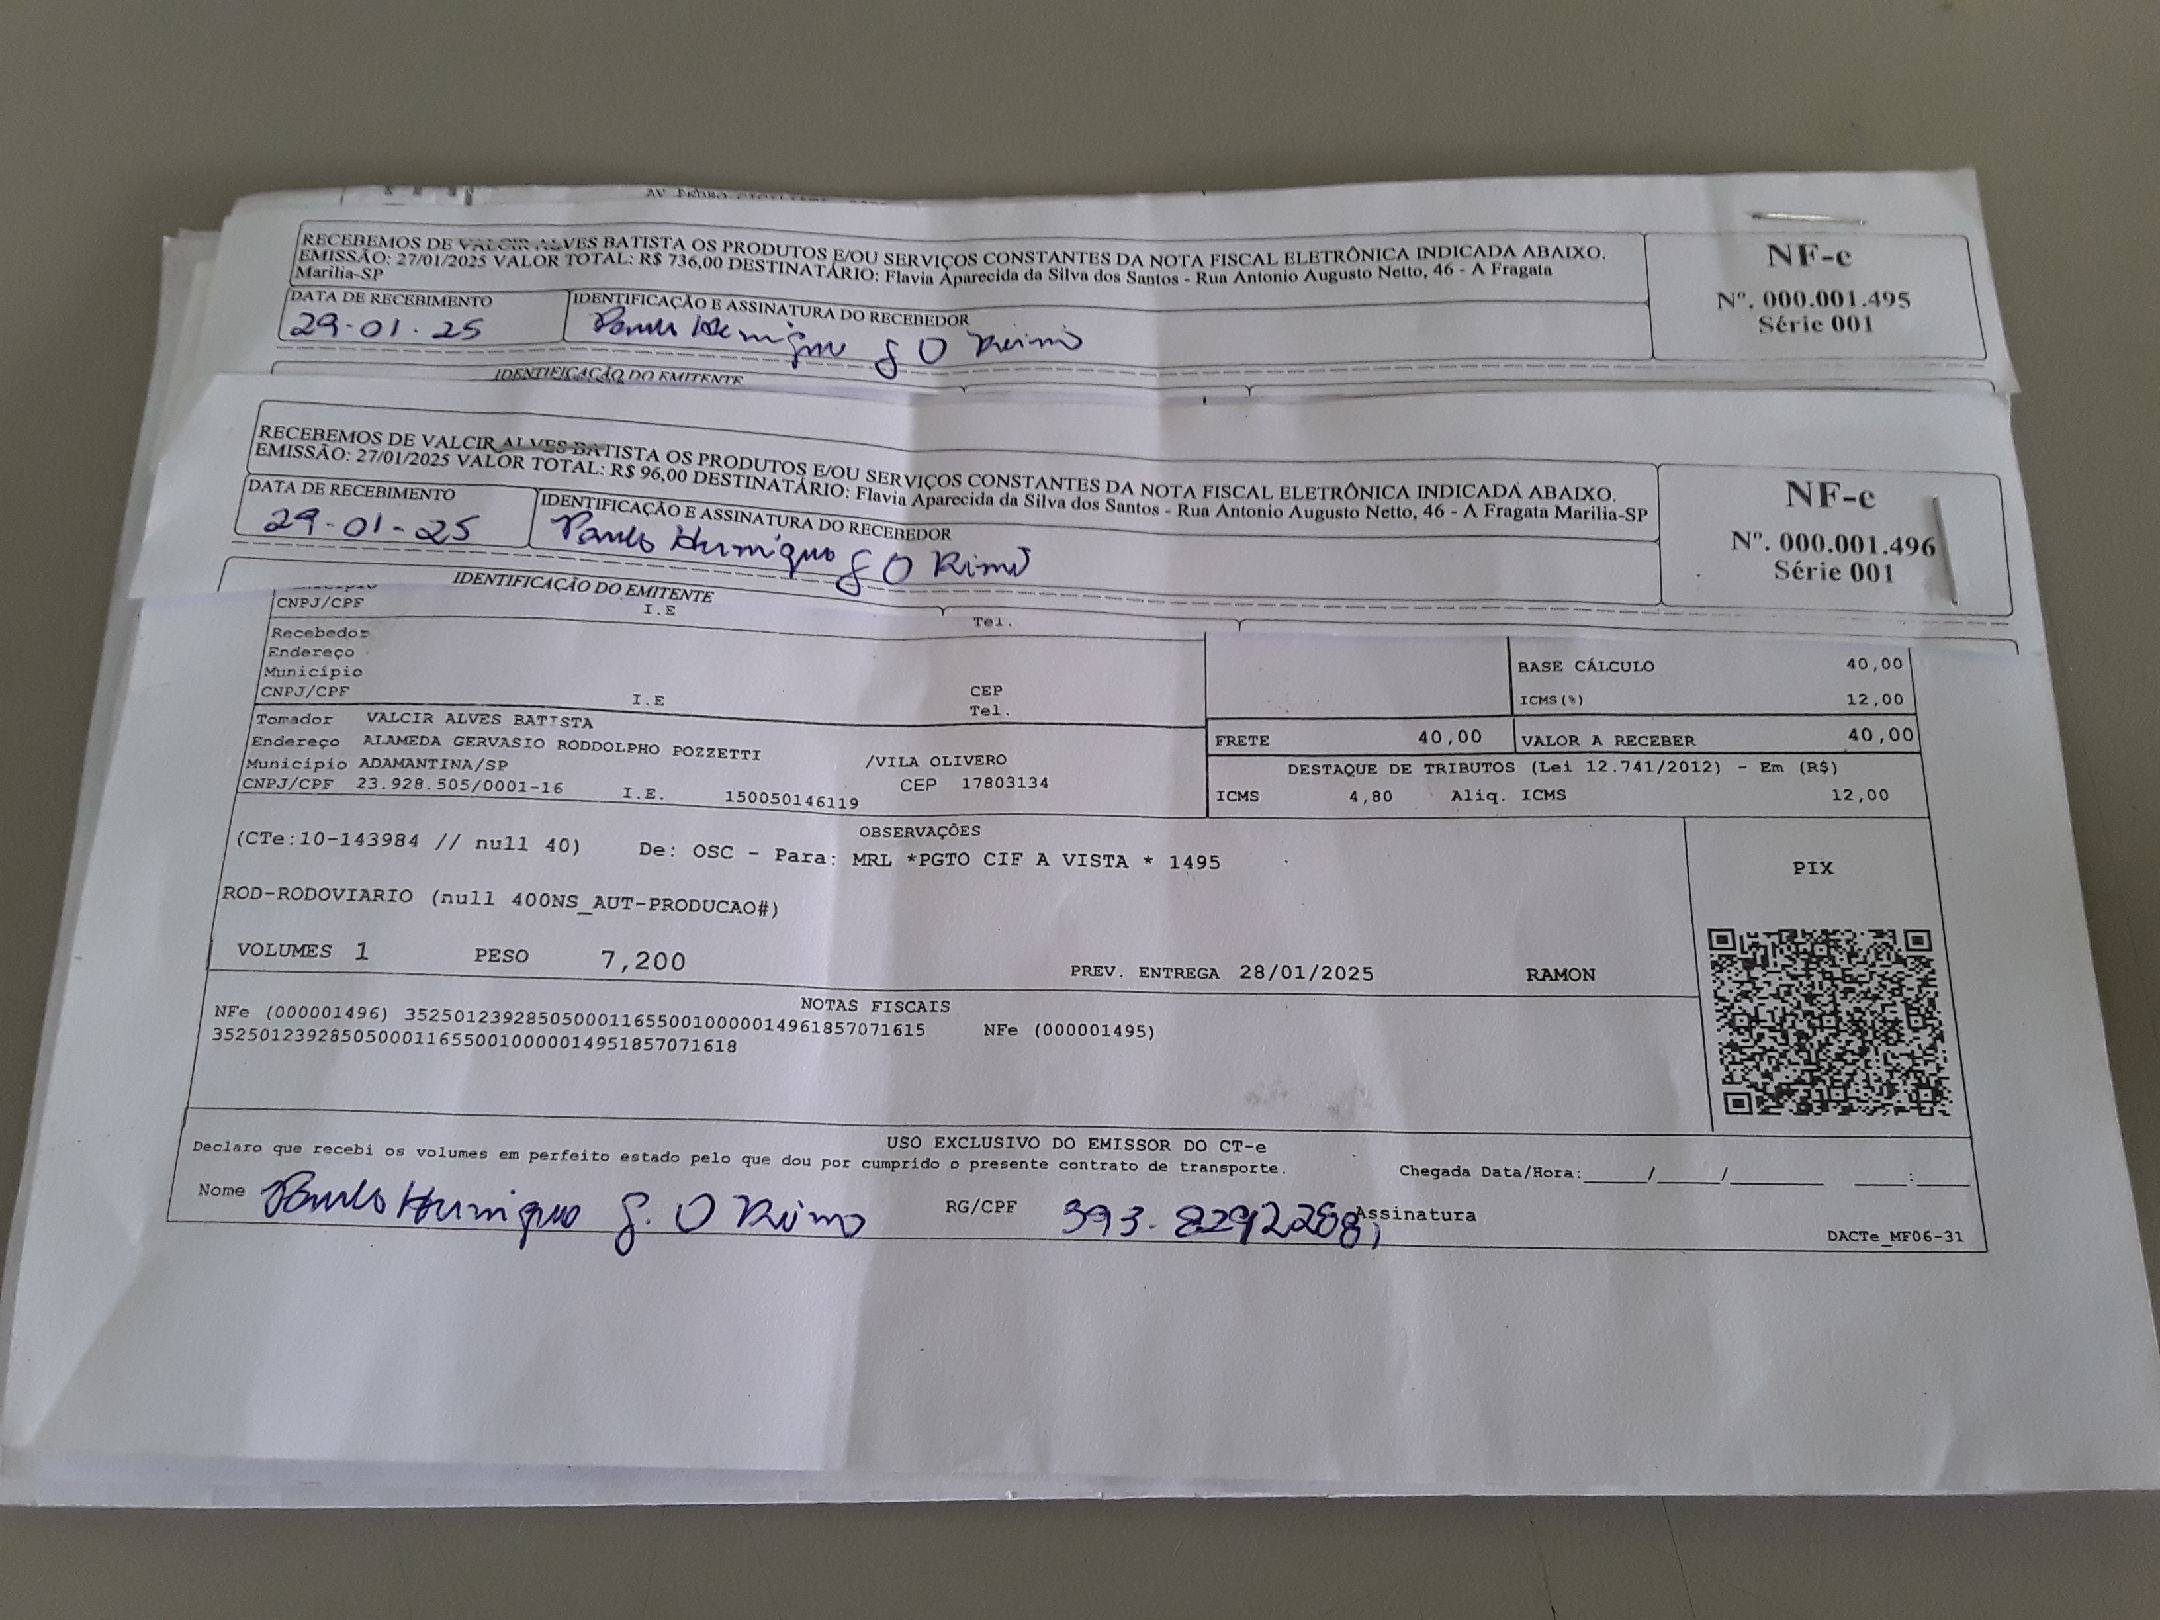 RECEBEMOS DE VALCIR ALVES BATISTA OS PRODUTOS E/OU SERVIÇOS CONSTANTES DA NOTA FISCAL ELETRÔNICA INDICADA ABAIXO.
EMISSÃO: 27/01/2025 VALOR TOTAL: R$ 736,00 DESTINATÁRIO: Flavia Aparecida da Silva dos Santos - Rua Antonio Augusto Netto, 46 - A Fragata
Marilia-SP
NF-e
Nº. 000.001.495
Série 001
DATA DE RECEBIMENTO
29-01-25
IDENTIFICAÇÃO E ASSINATURA DO RECEBEDOR
IDENTIFICAÇÃO DO EMITENTE
RECEBEMOS DE VALCIR ALVES BATISTA OS PRODUTOS E/OU SERVIÇOS CONSTANTES DA NOTA FISCAL ELETRÔNICA INDICADA ABAIXO.
EMISSÃO: 27/01/2025 VALOR TOTAL: R$ 96,00 DESTINATÁRIO: Flavia Aparecida da Silva dos Santos - Rua Antonio Augusto Netto, 46 - A Fragata Marilia-SP
NF-e
Nº. 000.001.496
Série 001
DATA DE RECEBIMENTO
29-01-25
IDENTIFICAÇÃO E ASSINATURA DO RECEBEDOR
IDENTIFICAÇÃO DO EMITENTE
CNPJ/CPF I.E Tel.
Recebedor
Endereço
Município CEP
CNPJ/CPF I.E Tel.
BASE CÁLCULO 40,00
ICMS(%) 12,00
FRETE 40,00 VALOR A RECEBER 40,00
Tomador VALCIR ALVES BATISTA
Endereço ALAMEDA GERVASIO RODDOLPHO POZZETTI /VILA OLIVERO
Município ADAMANTINA/SP CEP 17803134
CNPJ/CPF 23.928.505/0001-16 I.E. 150050146119
DESTAQUE DE TRIBUTOS (Lei 12.741/2012) - Em (R$)
ICMS 4,80 Aliq. ICMS 12,00
OBSERVAÇÕES
(CTe:10-143984 // null 40) De: OSC - Para: MRL *PGTO CIF A VISTA * 1495
ROD-RODOVIARIO (null 400NS_AUT-PRODUCAO#)
PIX
VOLUMES 1 PESO 7,200 PREV. ENTREGA 28/01/2025 RAMON
NOTAS FISCAIS
NFe (000001496) 35250123928505000116550010000014961857071615 NFe (000001495)
35250123928505000116550010000014951857071618
USO EXCLUSIVO DO EMISSOR DO CT-e
Declaro que recebi os volumes em perfeito estado pelo que dou por cumprido o presente contrato de transporte.
Chegada Data/Hora:____/____/______ ____:____
Nome Paulo Henrique RG/CPF Assinatura
DACTe_MF06-31